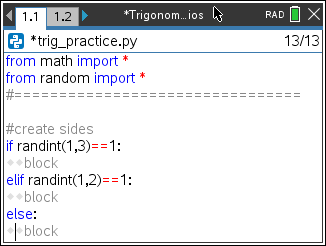 1.1 1.2 *Trigonom...ios RAD
*trig_practice.py 13/13
from math import *
from random import *
#================================

#create sides
if randint(1,3)==1:
◆◆block
elif randint(1,2)==1:
◆◆block
else:
◆◆block